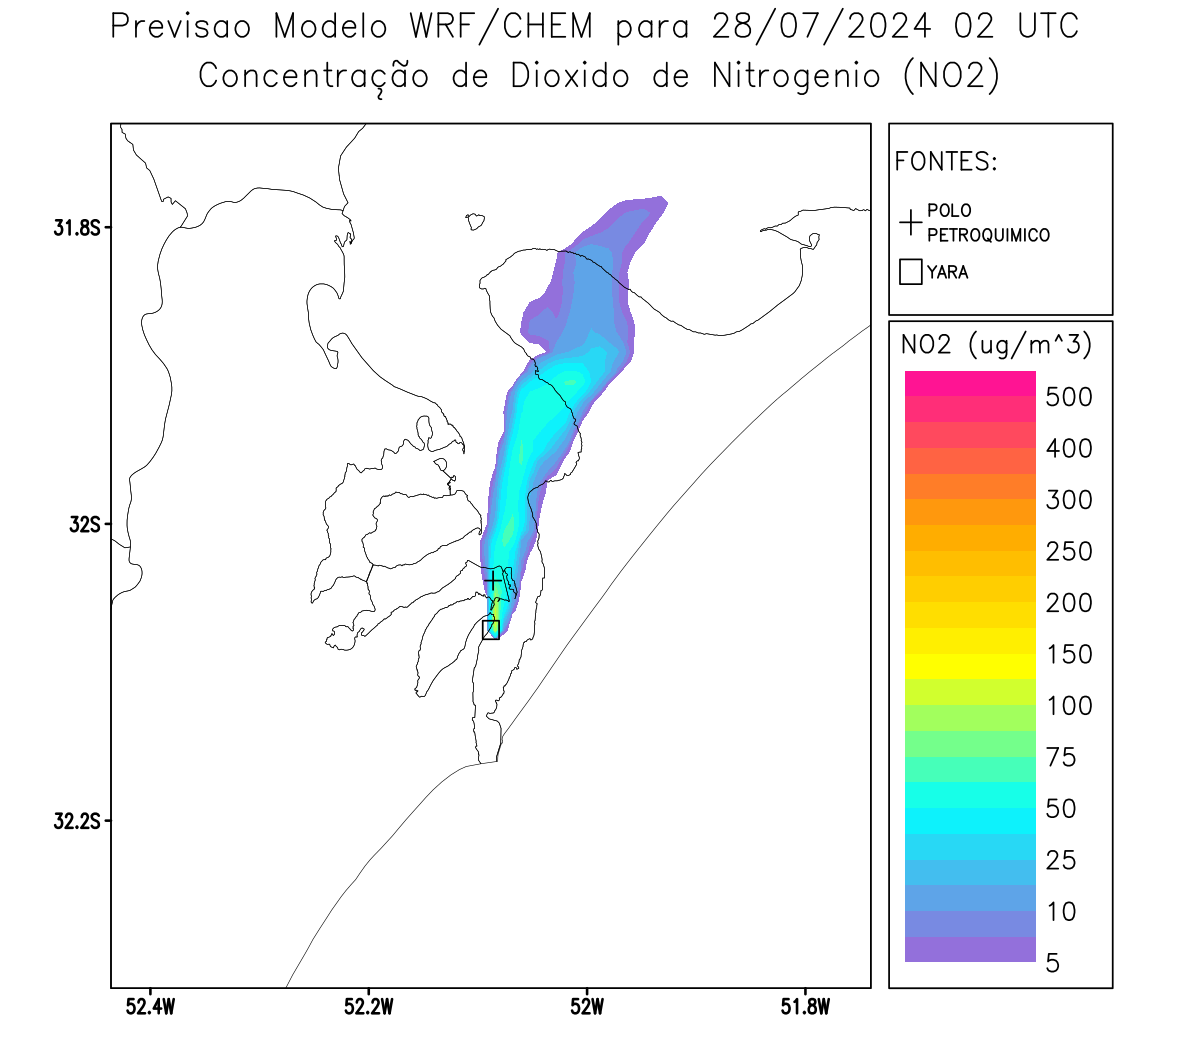 Previsao Modelo WRF/CHEM para 28/07/2024 02 UTC
Concentração de Dioxido de Nitrogenio (NO2)
FONTES:
POLO
PETROQUIMICO
YARA
NO2 (ug/m^3)
500
400
300
250
200
150
100
75
50
25
10
5
31.8S
32S
32.2S
52.4W
52.2W
52W
51.8W